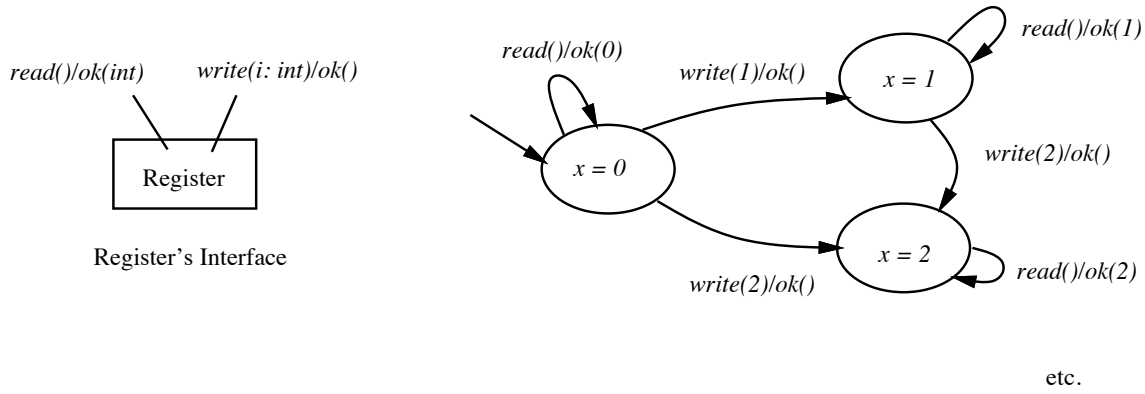 read()/ok(int)
write(i: int)/ok()
Register
Register's Interface
read()/ok(0)
write(1)/ok()
read()/ok(1)
x = 1
x = 0
write(2)/ok()
x = 2
write(2)/ok()
read()/ok(2)
etc.